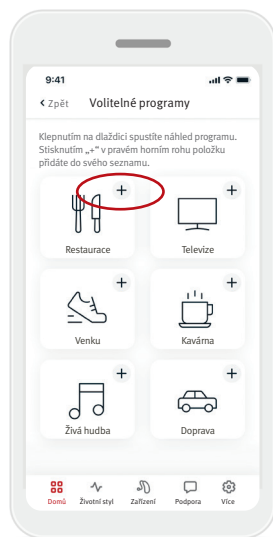 9:41
Zpět Volitelné programy
Klepnutím na dlaždici spustíte náhled programu.
Stisknutím „+“ v pravém horním rohu položku
přidáte do svého seznamu.
+ +
Restaurace Televize
+ +
Venku Kavárna
+ +
Živá hudba Doprava
Domů Životní styl Zařízení Podpora Více